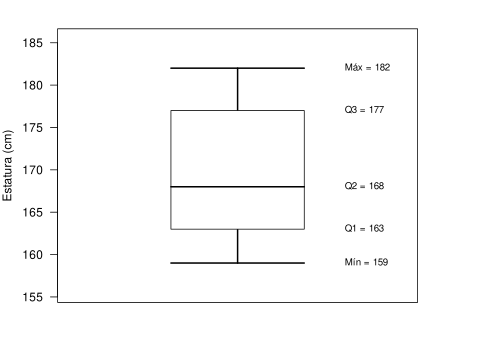 185
180
175
170
165
160
155
Estatura (cm)
Máx = 182
Q3 = 177
Q2 = 168
Q1 = 163
Mín = 159